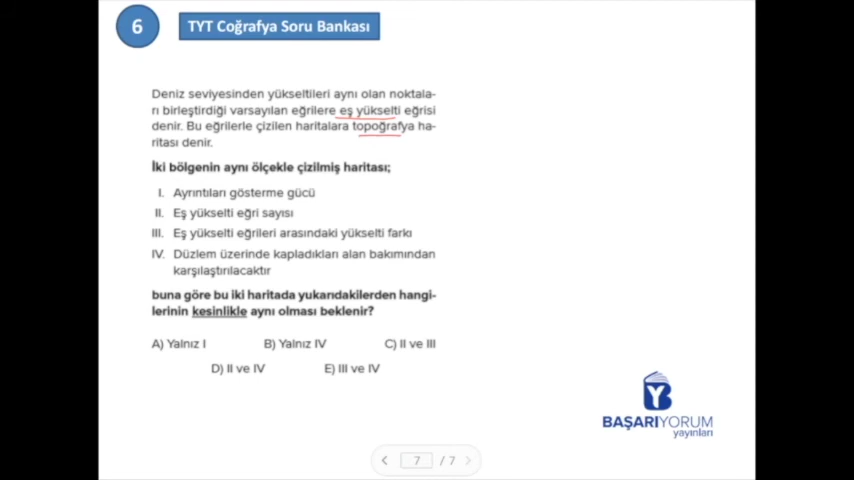 6
TYT Coğrafya Soru Bankası
Deniz seviyesinden yükseltileri aynı olan noktala-
rı birleştirdiği varsayılan eğrilere eş yükselti eğrisi
denir. Bu eğrilerle çizilen haritalara topoğrafya ha-
ritası denir.
İki bölgenin aynı ölçekle çizilmiş haritası;
I. Ayrıntıları gösterme gücü
II. Eş yükselti eğri sayısı
III. Eş yükselti eğrileri arasındaki yükselti farkı
IV. Düzlem üzerinde kapladıkları alan bakımından
karşılaştırılacaktır
buna göre bu iki haritada yukarıdakilerden hangi-
lerinin kesinlikle aynı olması beklenir?
A) Yalnız I B) Yalnız IV C) II ve III
D) II ve IV E) III ve IV
BAŞARIYORUM
yayınları
7 / 7